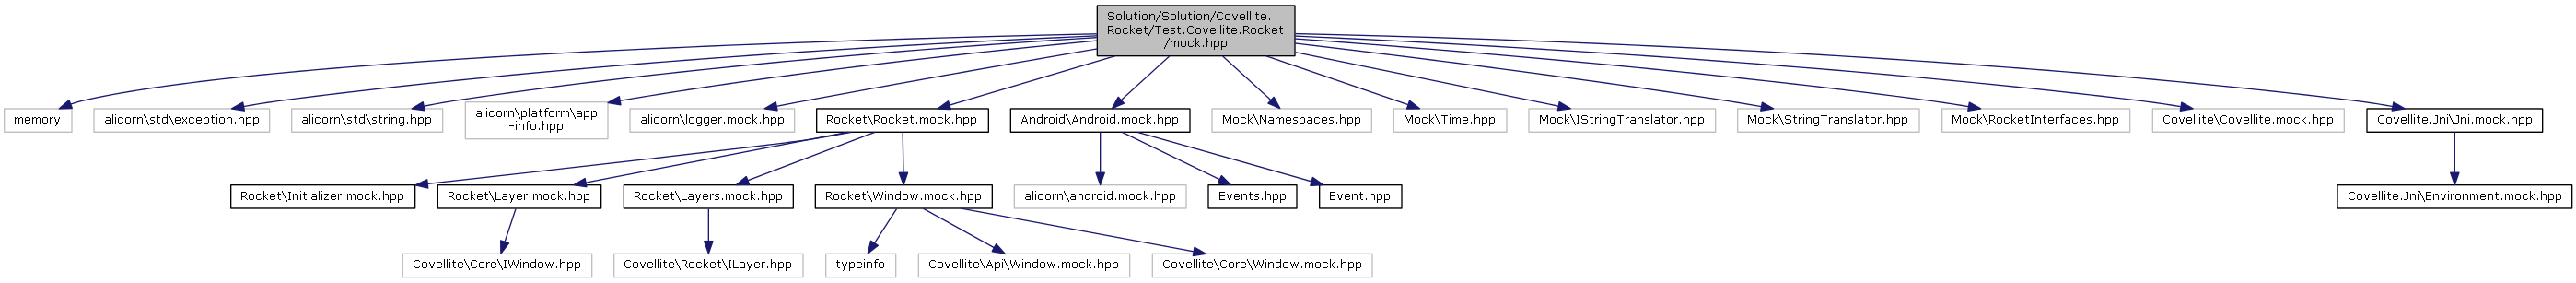 Solution/Solution/Covellite.
Rocket/Test.Covellite.Rocket
/mock.hpp
memory
alicorn\std\exception.hpp
alicorn\std\string.hpp
alicorn\platform\app
-info.hpp
alicorn\logger.mock.hpp
Rocket\Rocket.mock.hpp
Android\Android.mock.hpp
Mock\Namespaces.hpp
Mock\Time.hpp
Mock\IStringTranslator.hpp
Mock\StringTranslator.hpp
Mock\RocketInterfaces.hpp
Covellite\Covellite.mock.hpp
Covellite.Jni\Jni.mock.hpp
Rocket\Initializer.mock.hpp
Rocket\Layer.mock.hpp
Rocket\Layers.mock.hpp
Rocket\Window.mock.hpp
alicorn\android.mock.hpp
Events.hpp
Event.hpp
Covellite.Jni\Environment.mock.hpp
Covellite\Core\IWindow.hpp
Covellite\Rocket\ILayer.hpp
typeinfo
Covellite\Api\Window.mock.hpp
Covellite\Core\Window.mock.hpp